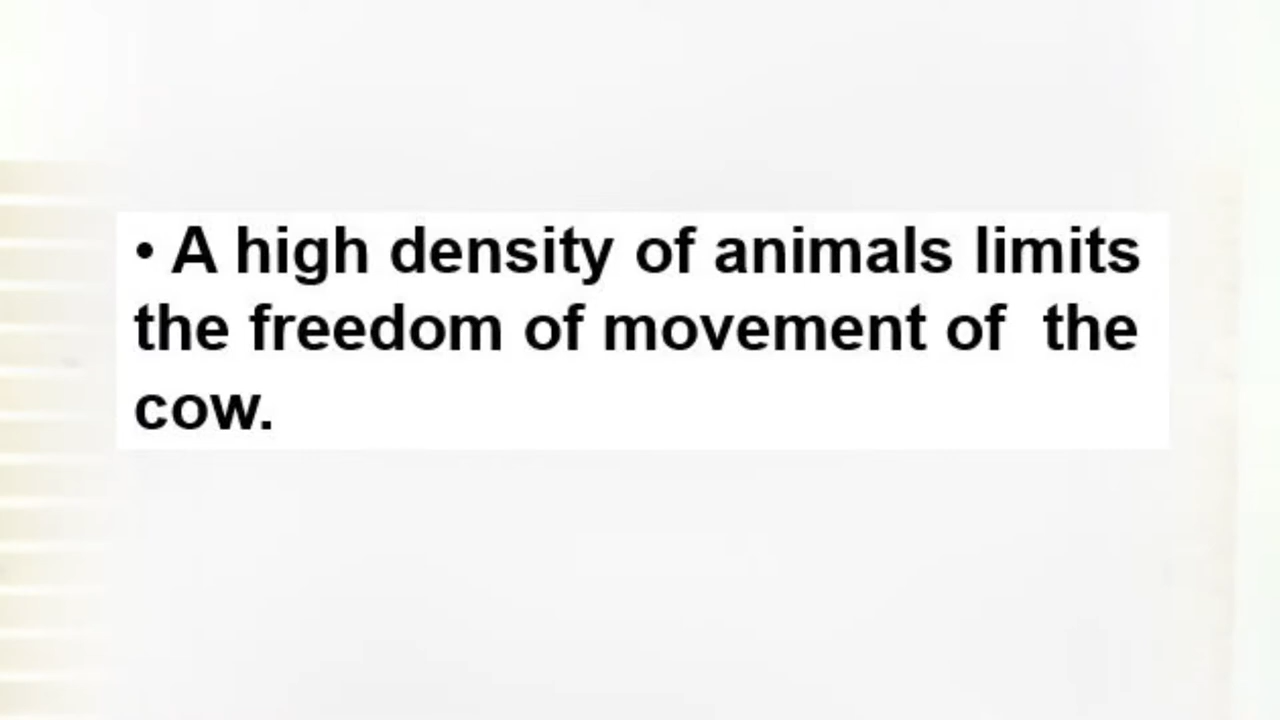 • A high density of animals limits
the freedom of movement of  the
cow.